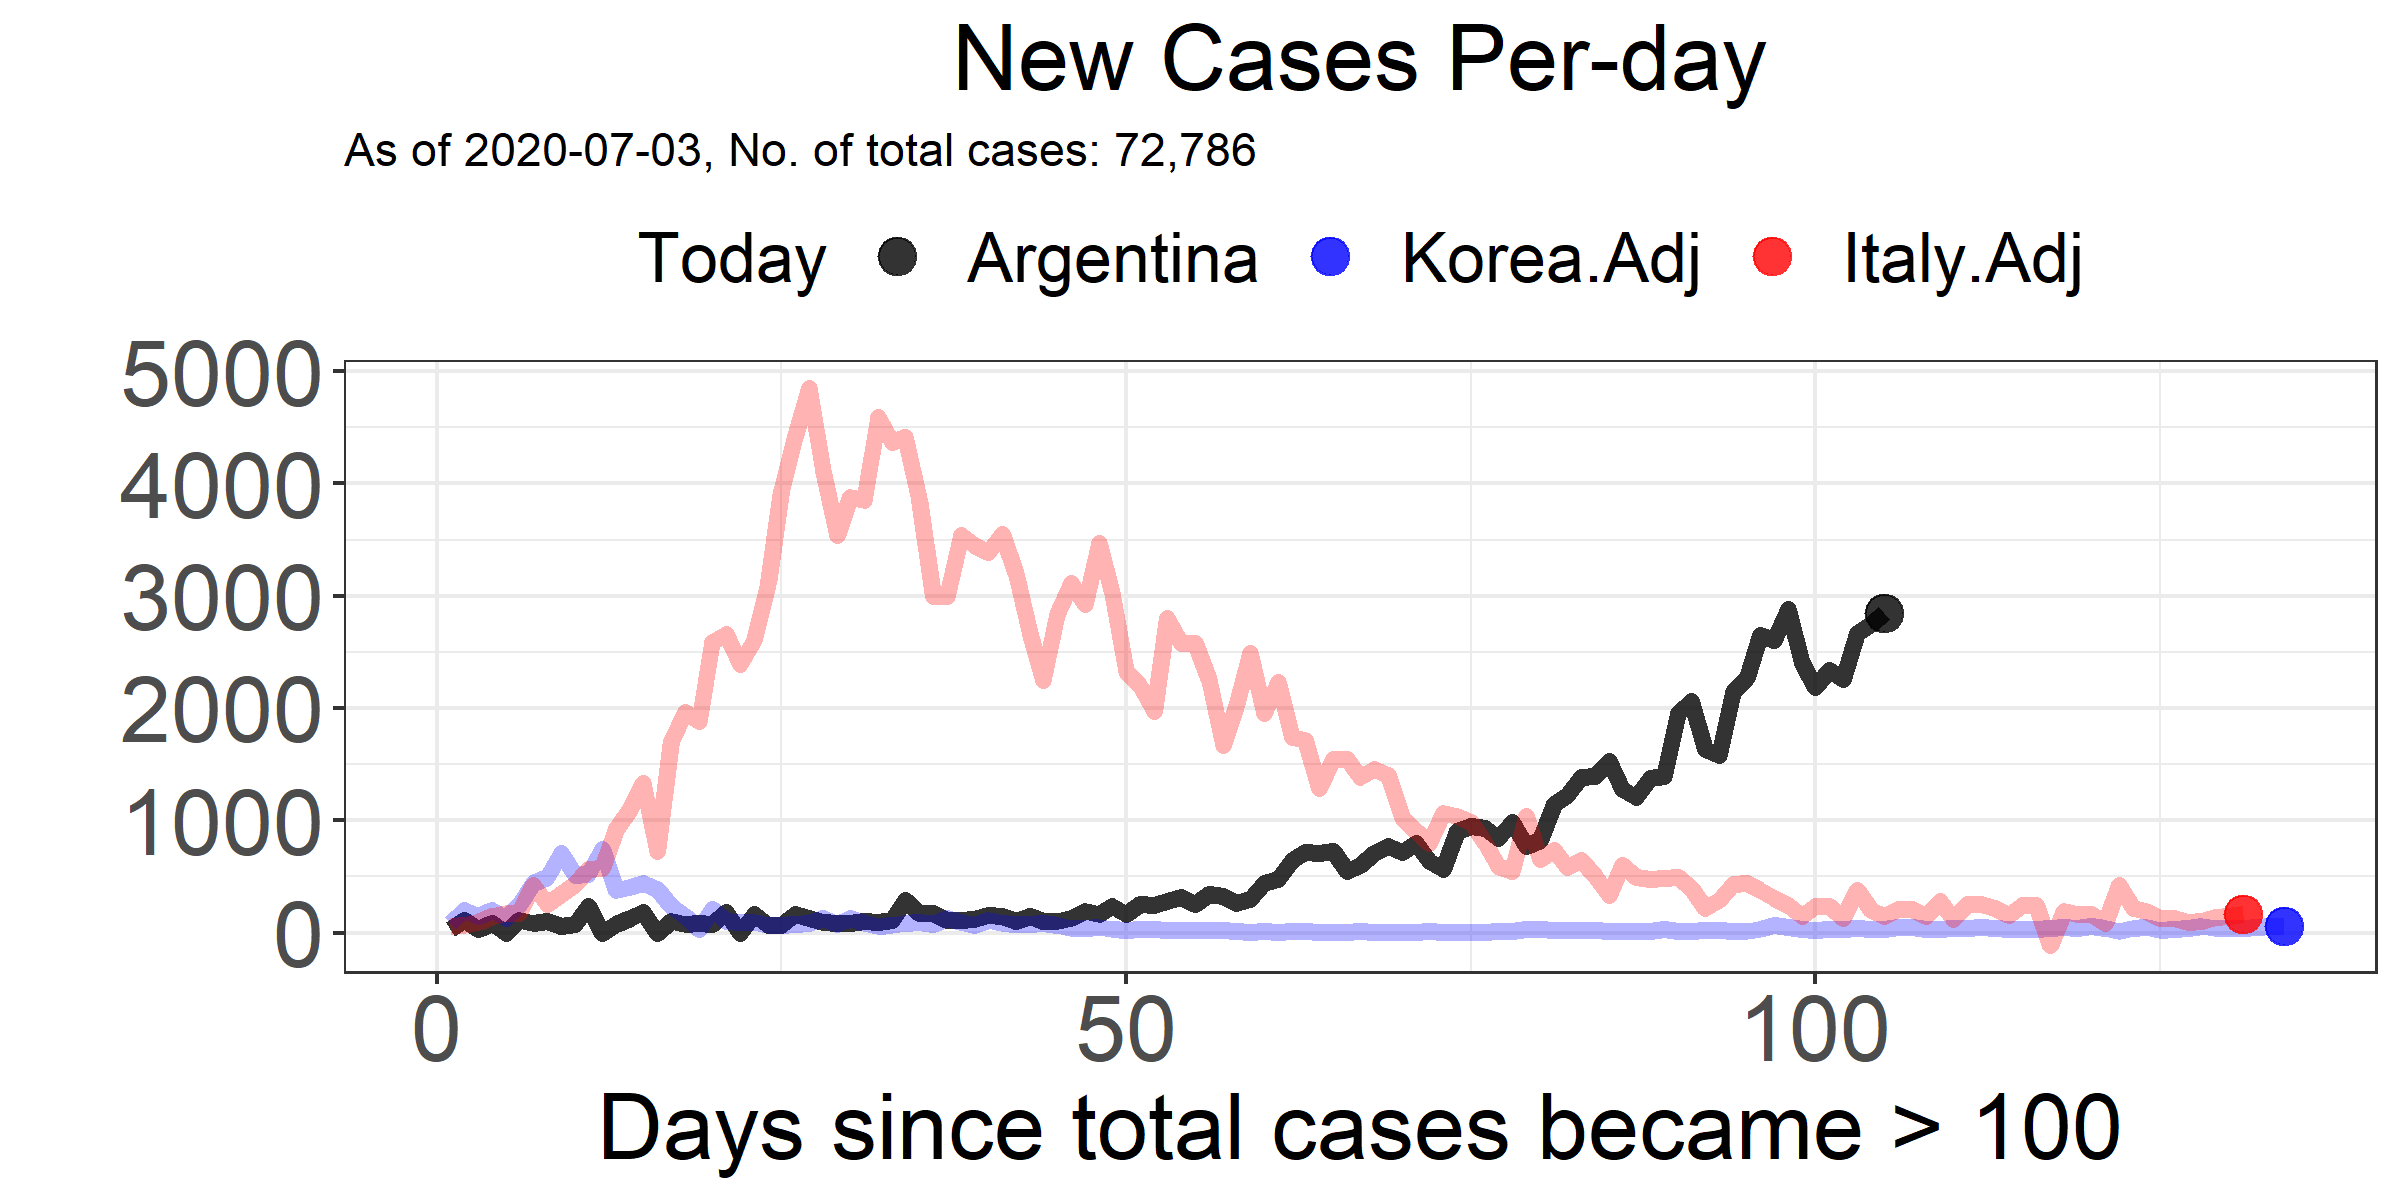 New Cases Per-day
As of 2020-07-03, No. of total cases: 72,786
Today Argentina Korea.Adj Italy.Adj
5000
4000
3000
2000
1000
0
0 50 100
Days since total cases became > 100